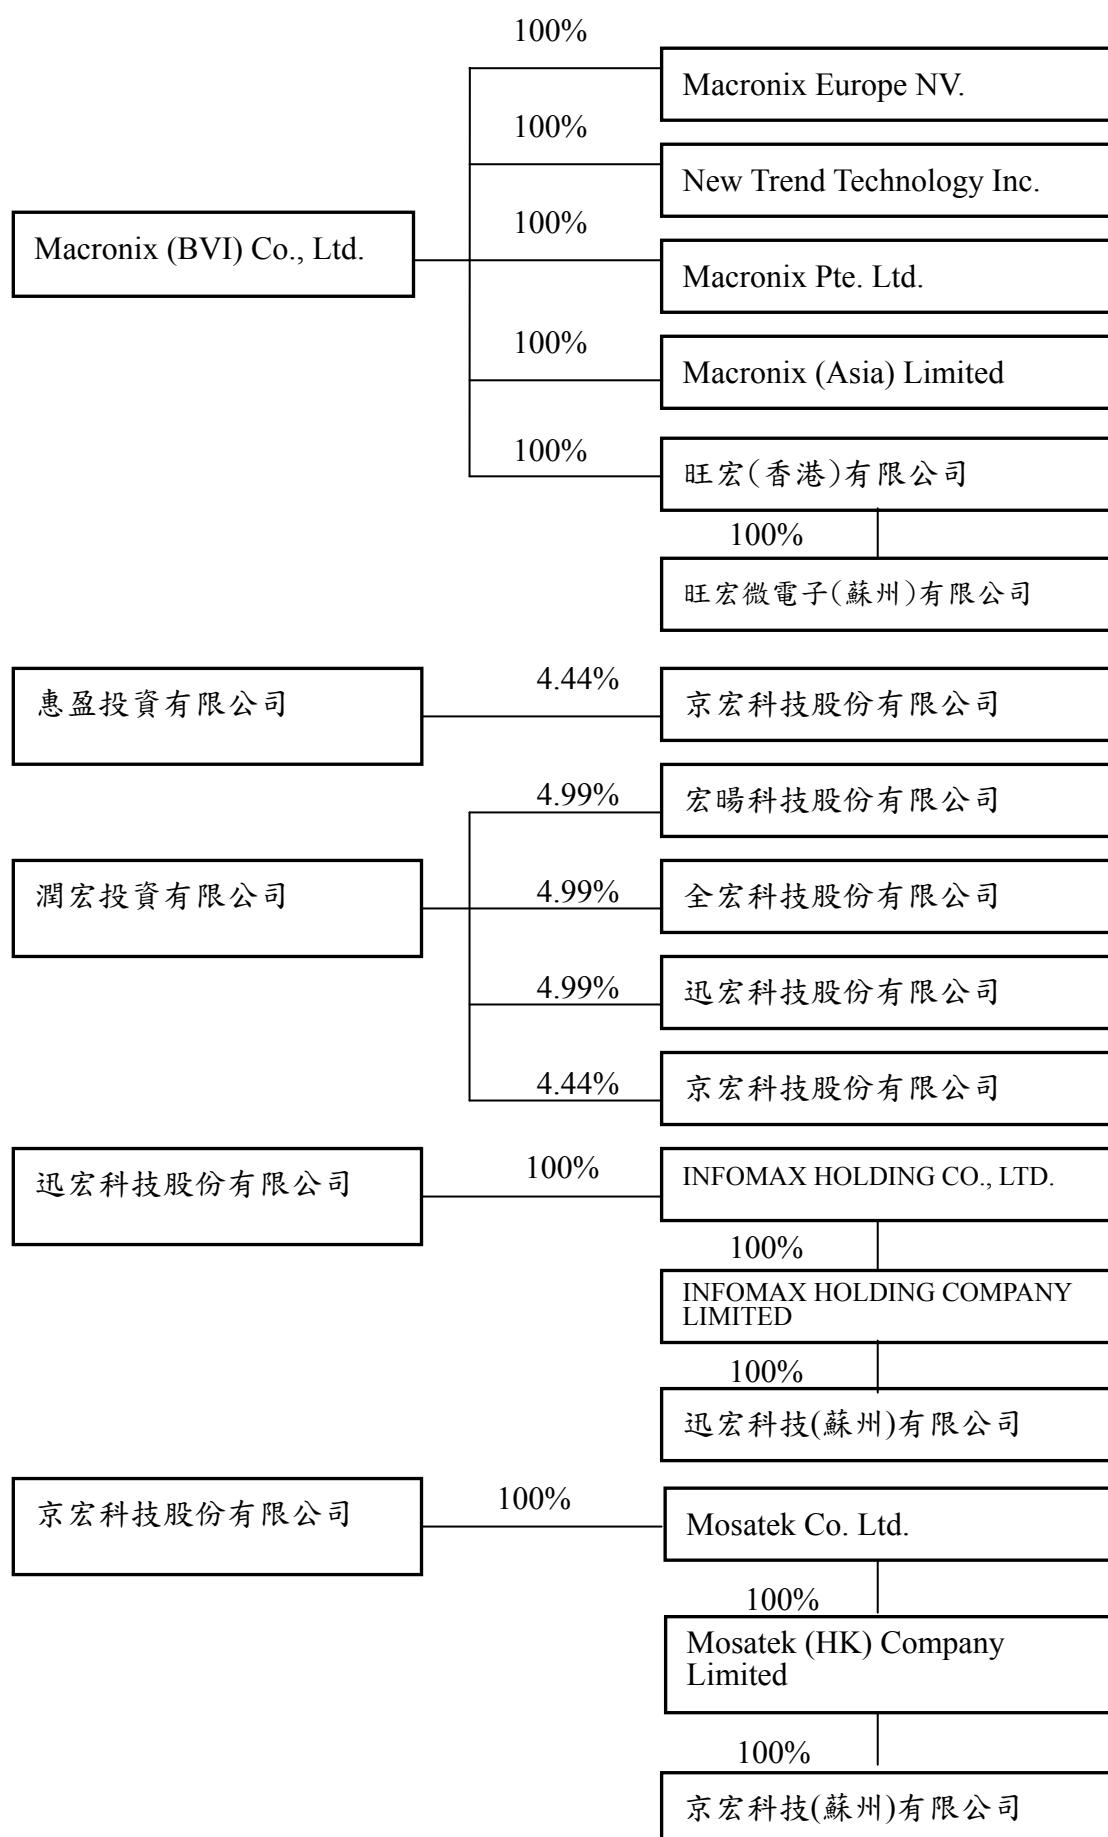 100%
Macronix Europe NV.
100%
New Trend Technology Inc.
100%
Macronix (BVI) Co., Ltd.
Macronix Pte. Ltd.
100%
Macronix (Asia) Limited
100%
旺宏(香港)有限公司
100%
旺宏微電子(蘇州)有限公司
惠盈投資有限公司
4.44%
京宏科技股份有限公司
4.99%
宏暘科技股份有限公司
潤宏投資有限公司
4.99%
全宏科技股份有限公司
4.99%
迅宏科技股份有限公司
4.44%
京宏科技股份有限公司
迅宏科技股份有限公司
100%
INFOMAX HOLDING CO., LTD.
100%
INFOMAX HOLDING COMPANY
LIMITED
100%
迅宏科技(蘇州)有限公司
京宏科技股份有限公司
100%
Mosatek Co. Ltd.
100%
Mosatek (HK) Company
Limited
100%
京宏科技(蘇州)有限公司